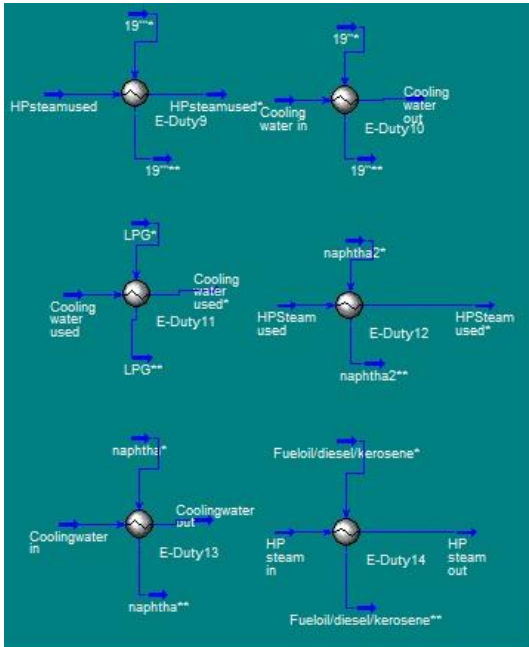 19'''*
HPsteamused
HPsteamused*
E-Duty9
19'''**
19'''*
Cooling
water in
Cooling
water
out
E-Duty10
19'''**
LPG*
Cooling
water
used
Cooling
water
used*
E-Duty11
LPG**
naphtha2*
HPSteam
used
HPSteam
used*
E-Duty12
naphtha2**
naphtha*
Coolingwater
in
Coolingwater
out
E-Duty13
naphtha**
Fueloil/diesel/kerosene*
HP
steam
in
HP
steam
out
E-Duty14
Fueloil/diesel/kerosene**